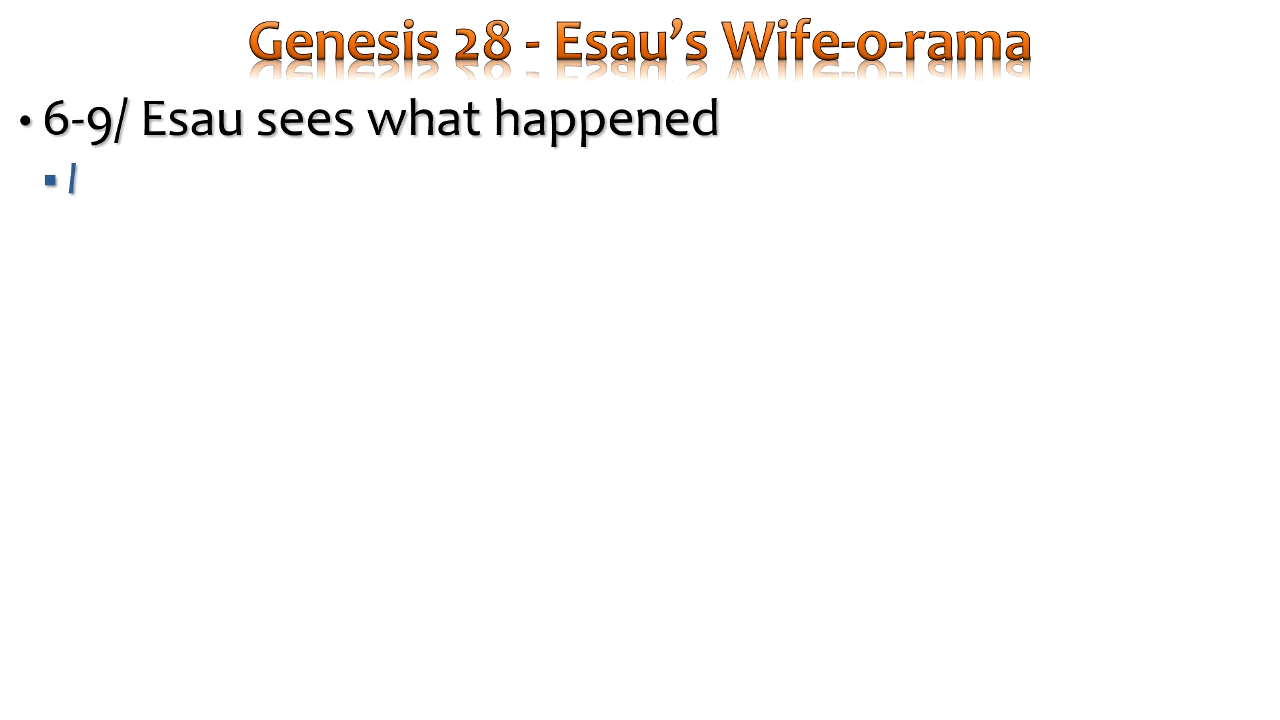 Genesis 28 - Esau’s Wife-o-rama
• 6-9/ Esau sees what happened
▪ /